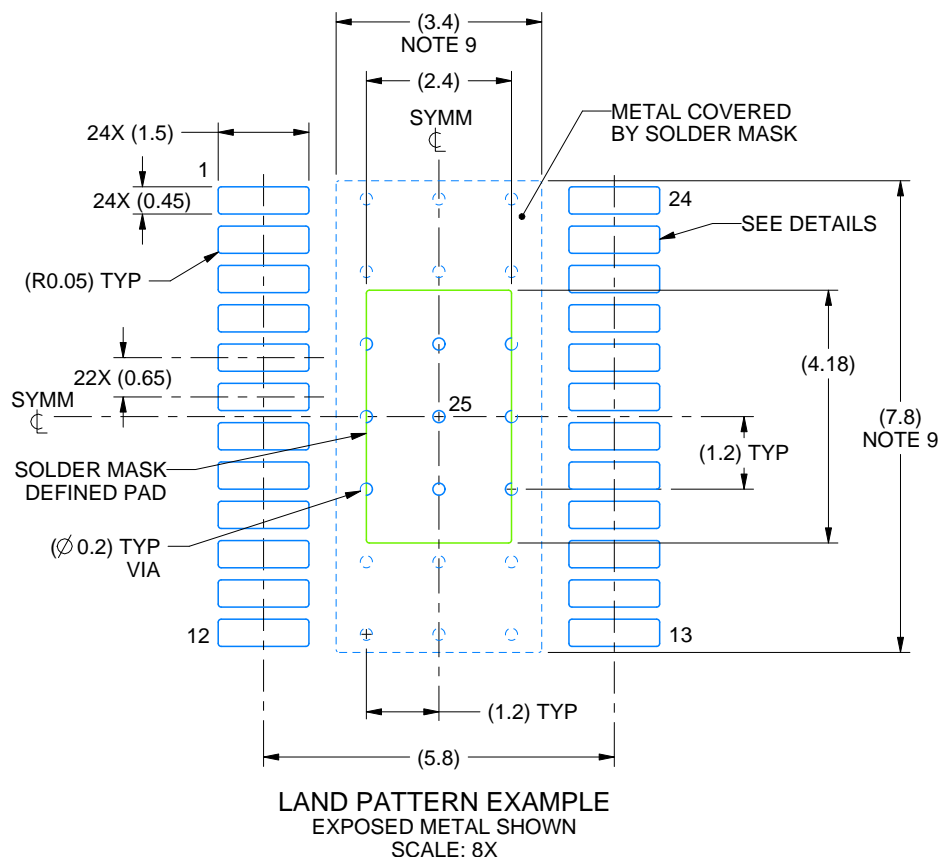 (3.4)
NOTE 9
(2.4)
SYMM
℄
METAL COVERED
BY SOLDER MASK
24X (1.5)
1
24X (0.45)
24
SEE DETAILS
(R0.05) TYP
22X (0.65)
(4.18)
SYMM
℄
25
(7.8)
NOTE 9
(1.2) TYP
SOLDER MASK
DEFINED PAD
(∅ 0.2) TYP
VIA
12
13
(1.2) TYP
(5.8)
LAND PATTERN EXAMPLE
EXPOSED METAL SHOWN
SCALE: 8X